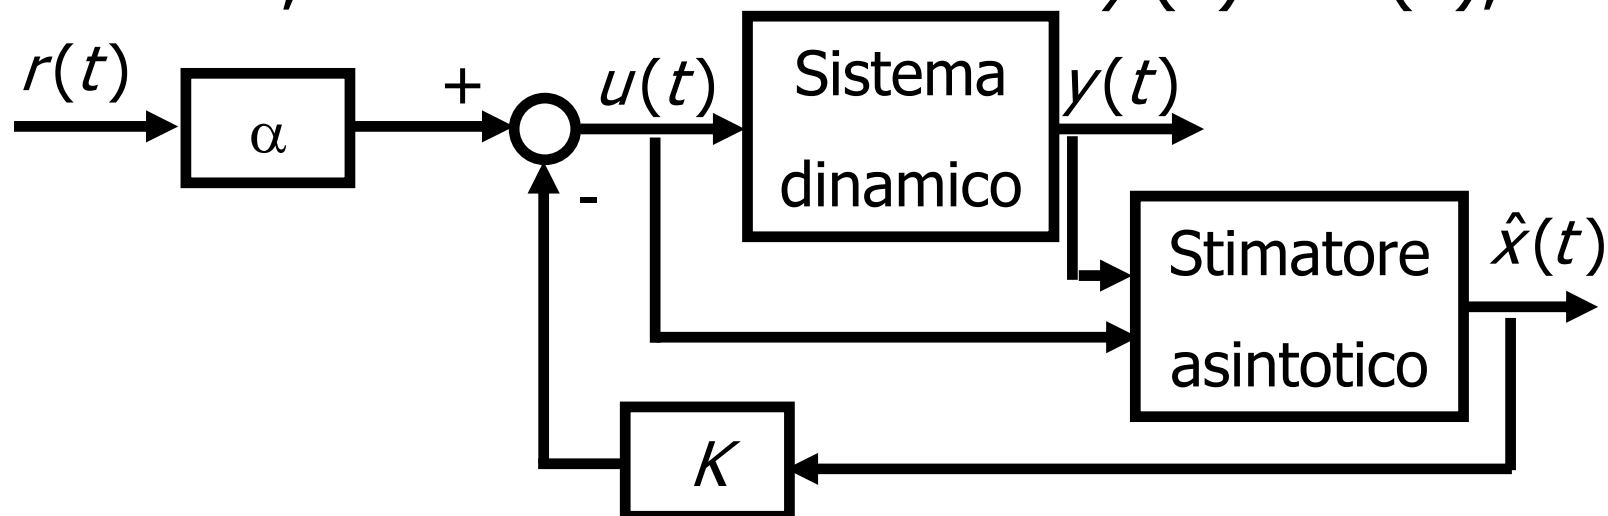 r(t)
α
+
-
u(t)
Sistema
dinamico
y(t)
Stimatore
asintotico
x̂(t)
K